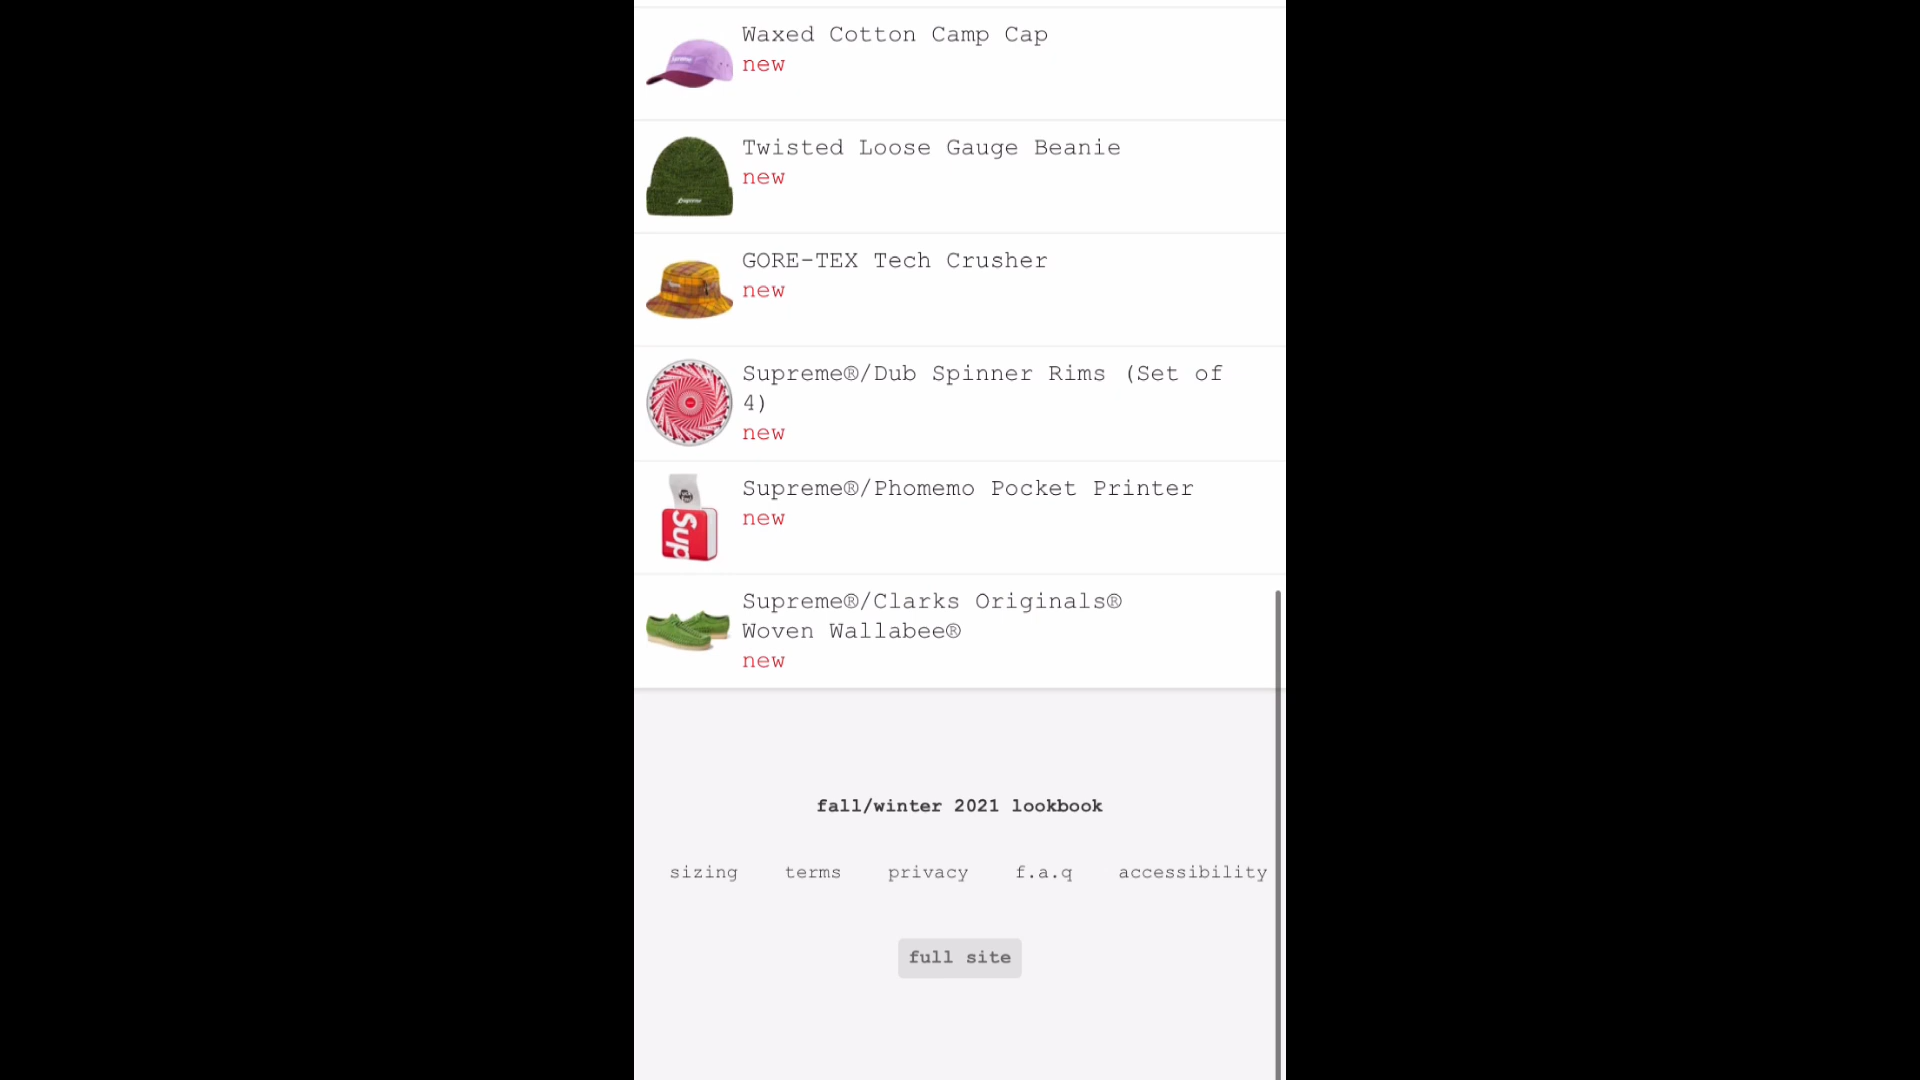 Waxed Cotton Camp Cap
new
Twisted Loose Gauge Beanie
new
GORE-TEX Tech Crusher
new
Supreme®/Dub Spinner Rims (Set of
4)
new
Supreme®/Phomemo Pocket Printer
new
Sup
Supreme®/Clarks Originals®
Woven Wallabee®
new
fall/winter 2021 lookbook
sizing terms privacy f.a.q accessibility
full site